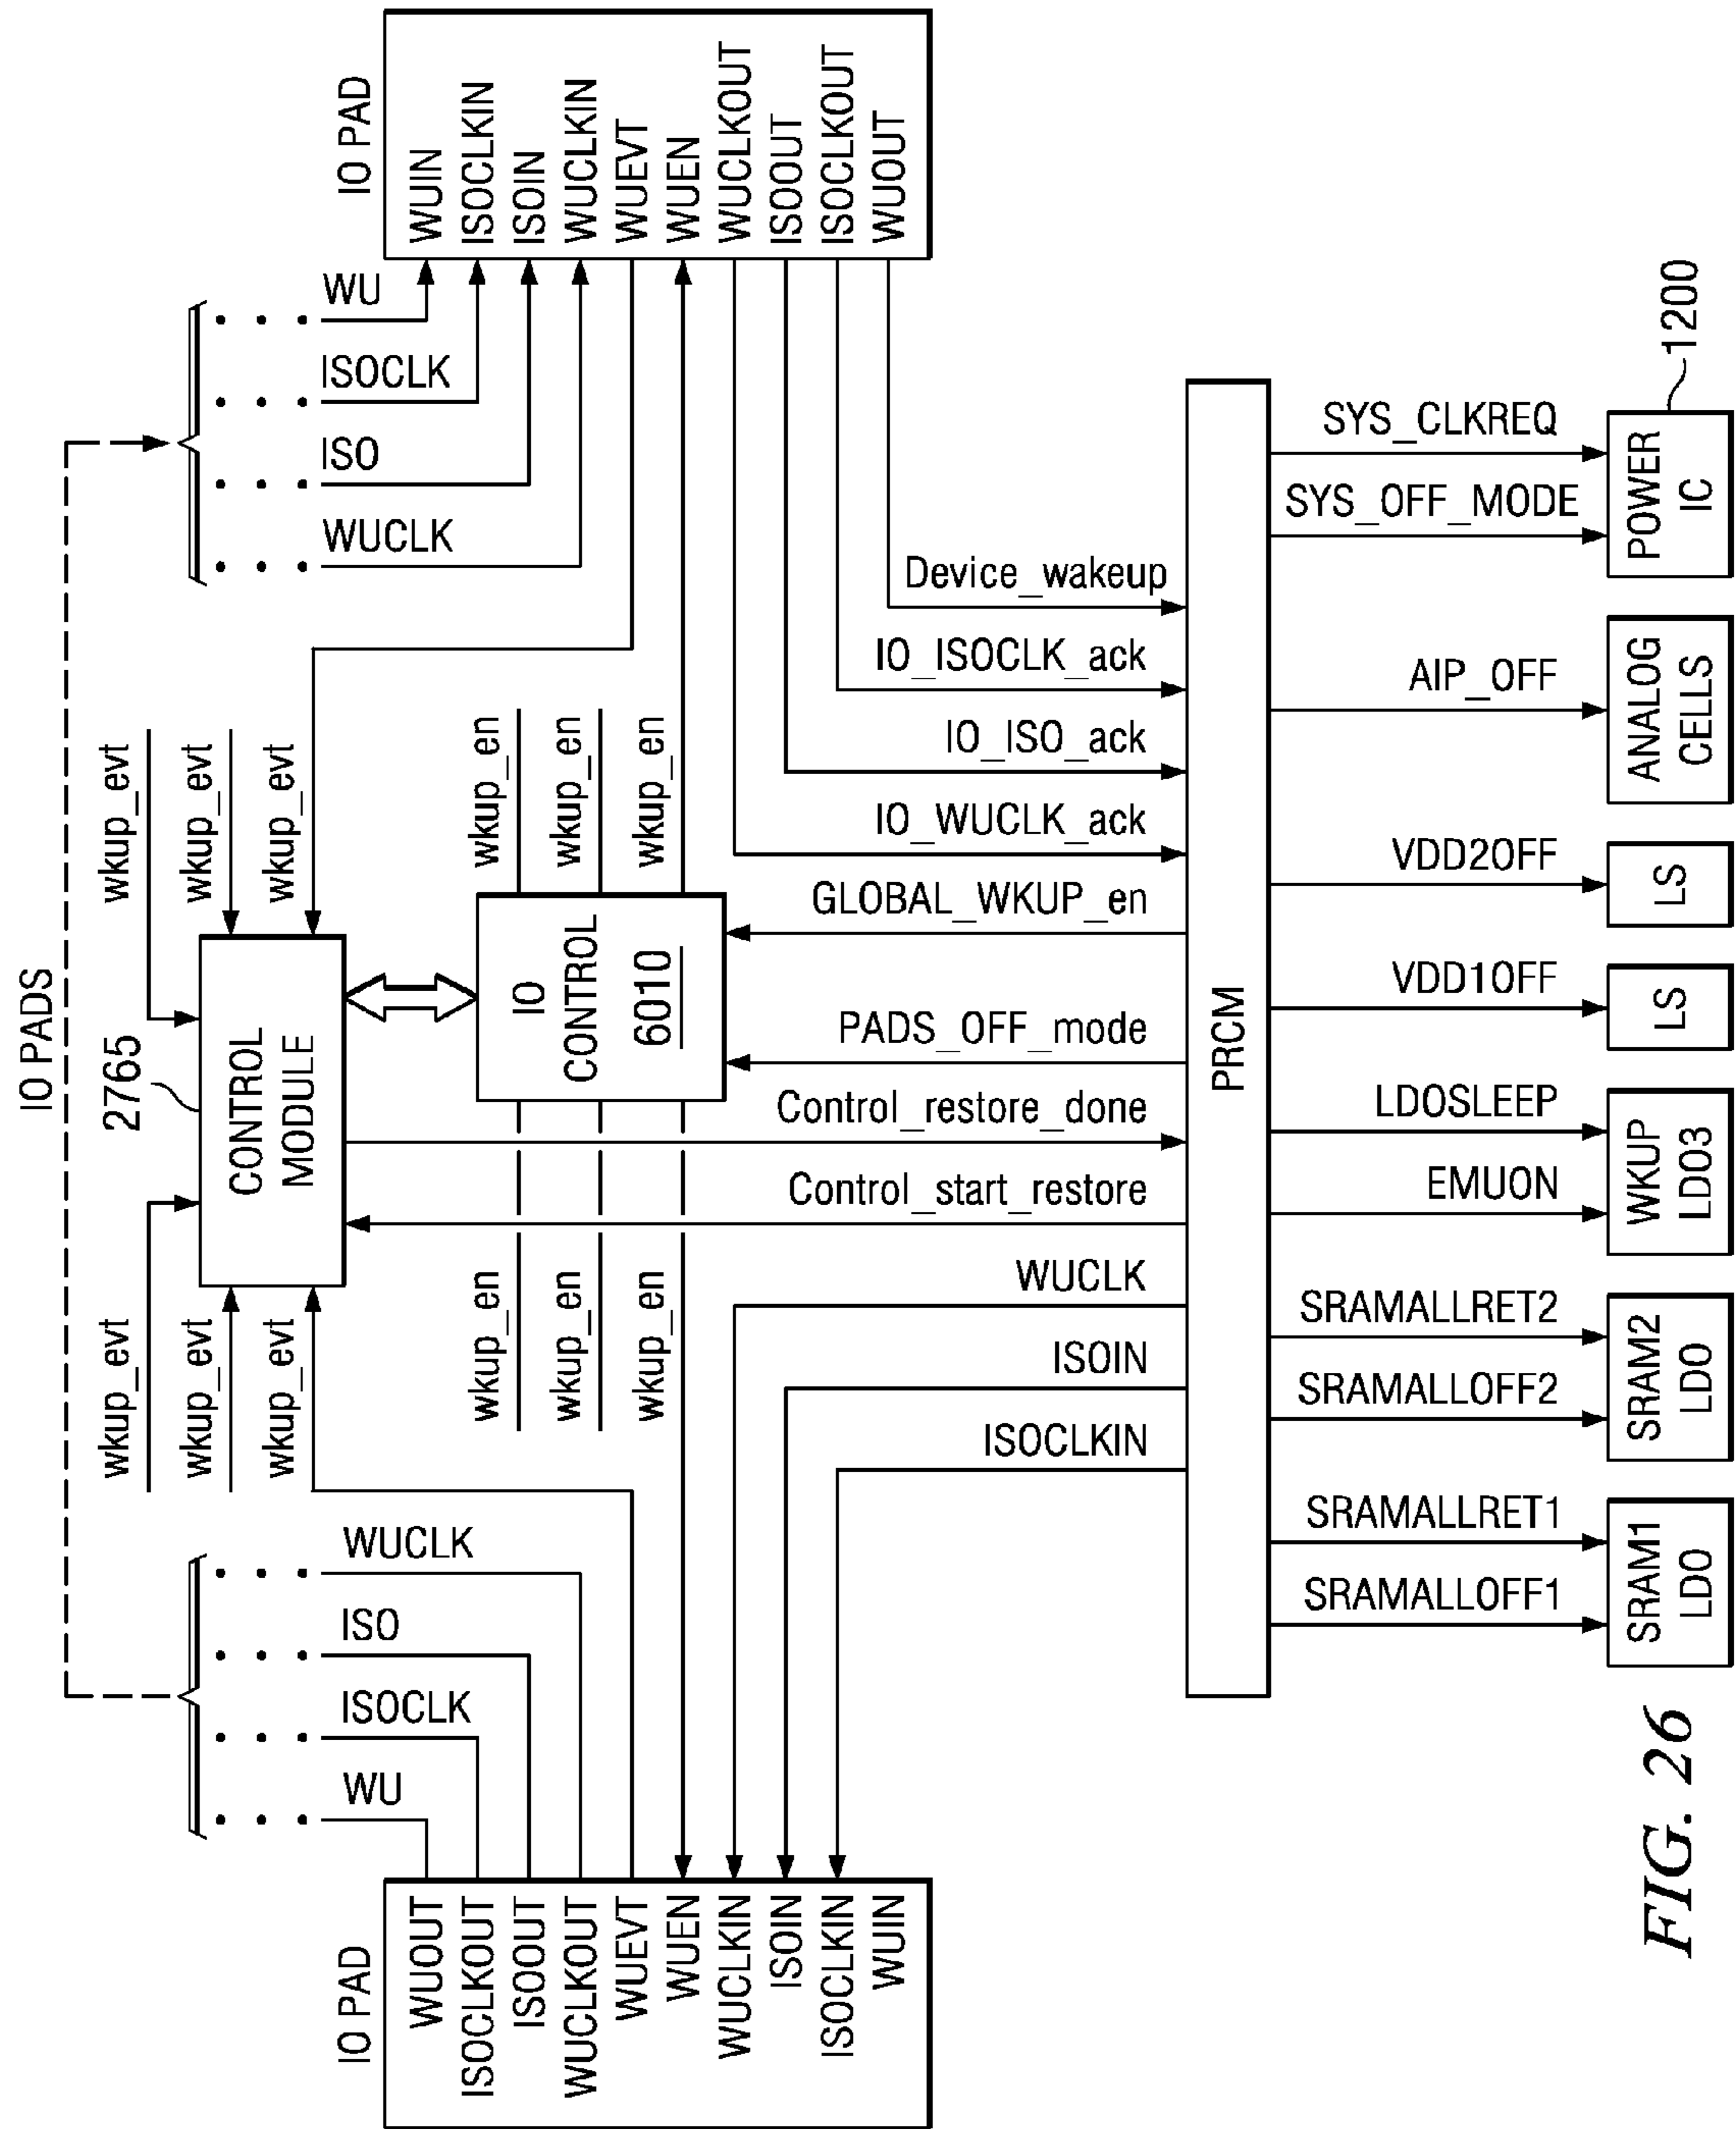 IO PADS
IO PAD
WUOUT
ISOCLKOUT
ISOOUT
WUCLKOUT
WUEVT
WUEN
WUCLKIN
ISOIN
ISOCLKIN
WUIN
WU
ISOCLK
ISO
WUCLK
wkup_evt
wkup_evt
wkup_evt
2765
CONTROL
MODULE
wkup_evt
wkup_evt
wkup_evt
WUCLK
ISO
ISOCLK
WU
IO PAD
WUIN
ISOCLKIN
ISOIN
WUCLKIN
WUEVT
WUEN
WUCLKOUT
ISOOUT
ISOCLKOUT
WUOUT
wkup_en
wkup_en
wkup_en
IO
CONTROL
6010
wkup_en
wkup_en
wkup_en
ISOCLKIN
ISOIN
WUCLK
Control_start_restore
Control_restore_done
PADS_OFF_mode
GLOBAL_WKUP_en
IO_WUCLK_ack
IO_ISO_ack
IO_ISOCLK_ack
Device_wakeup
PRCM
SRAMALLOFF1
SRAMALLRET1
SRAMALLOFF2
SRAMALLRET2
EMUON
LDOSLEEP
VDD1OFF
VDD2OFF
AIP_OFF
SYS_OFF_MODE
SYS_CLKREQ
SRAM1
LDO
SRAM2
LDO
WKUP
LDO3
LS
LS
ANALOG
CELLS
POWER
IC
1200
FIG. 26